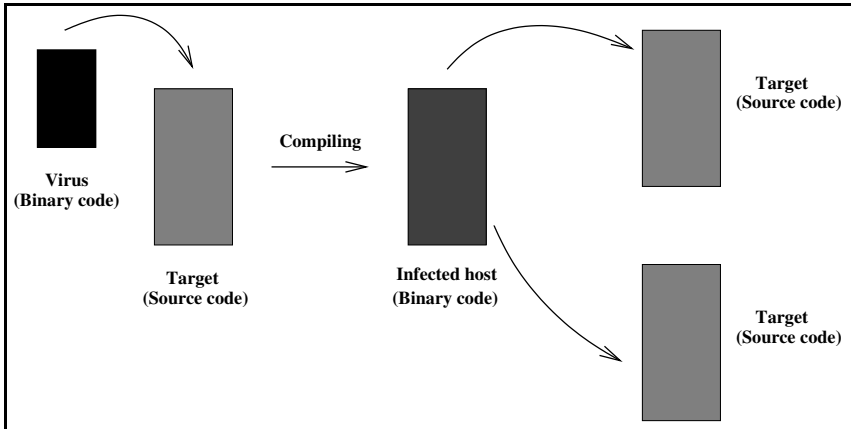 Virus
(Binary code)
Target
(Source code)
Compiling
Infected host
(Binary code)
Target
(Source code)
Target
(Source code)